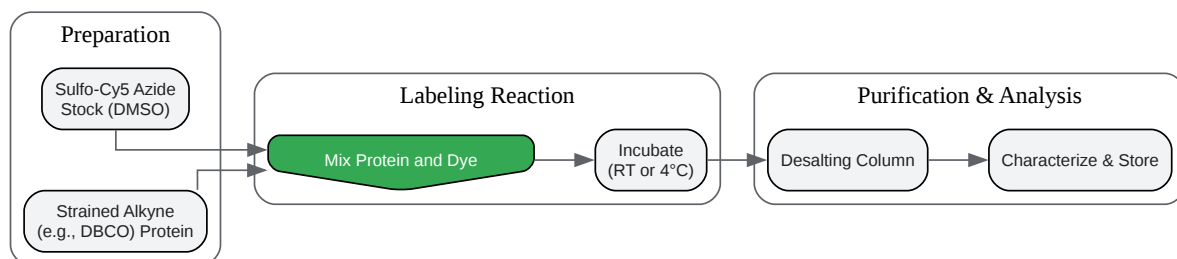 Preparation
Sulfo-Cy5 Azide
Stock (DMSO)
Strained Alkyne
(e.g., DBCO) Protein
Labeling Reaction
Mix Protein and Dye
Incubate
(RT or 4°C)
Purification & Analysis
Desalting Column
Characterize & Store